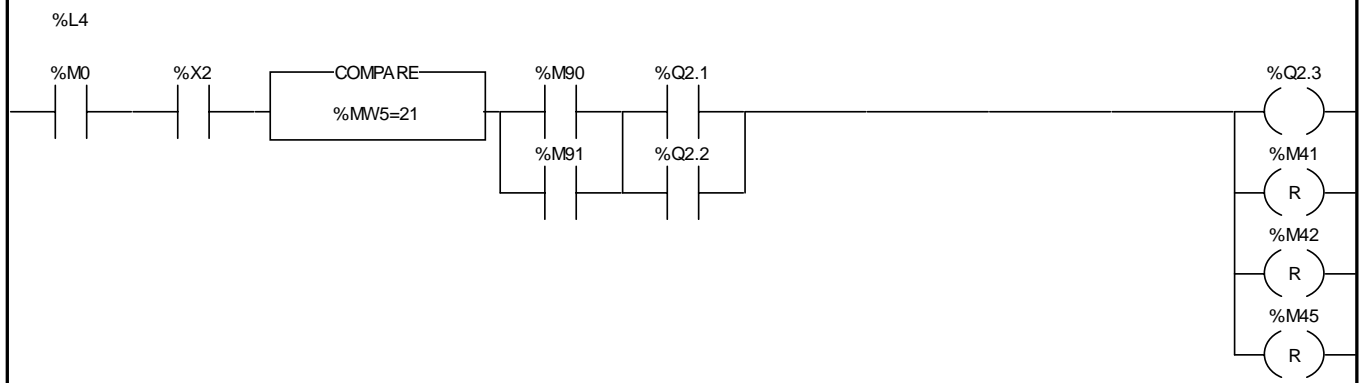 %L4
%M0 %X2 COMPARE %M90 %Q2.1 %Q2.3
%MW5=21
%M91 %Q2.2 %M41
R
%M42
R
%M45
R